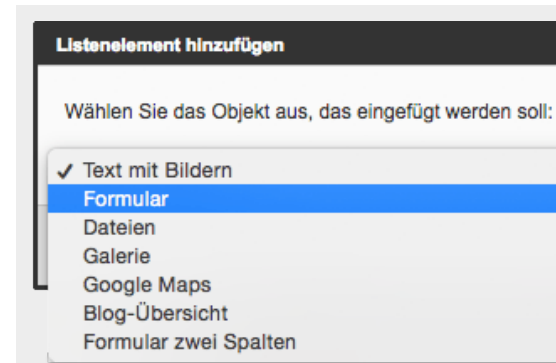 Listenelement hinzufügen
Wählen Sie das Objekt aus, das eingefügt werden soll:
✓ Text mit Bildern
Formular
Dateien
Galerie
Google Maps
Blog-Übersicht
Formular zwei Spalten